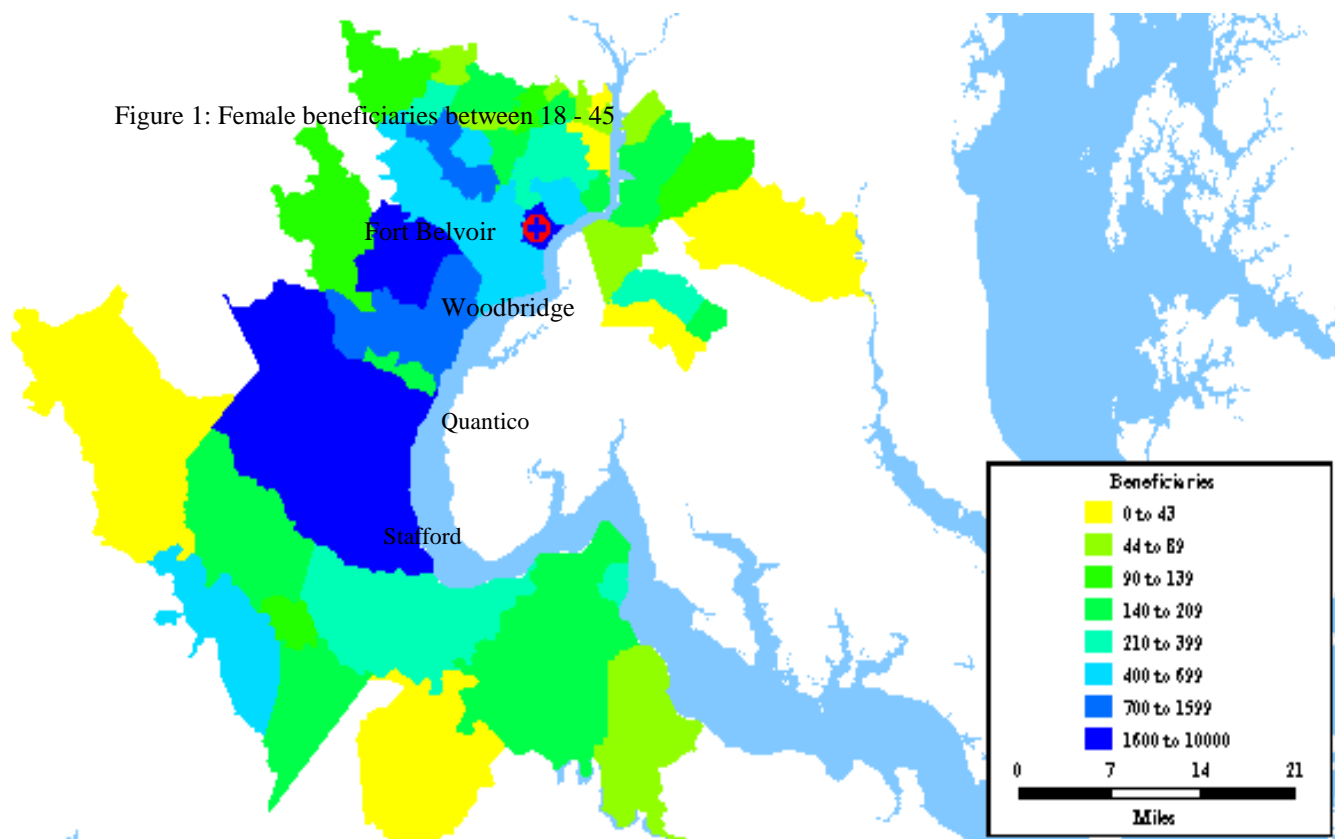 Figure 1: Female beneficiaries between 18 - 45
Fort Belvoir
Woodbridge
Quantico
Stafford
Beneficiaries
0 to 43
44 to 89
90 to 139
140 to 209
210 to 399
400 to 699
700 to 1599
1600 to 10000
0 7 14 21
Miles